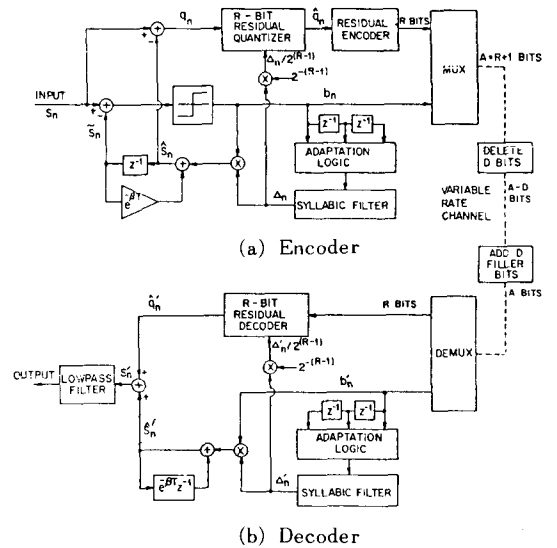 q_n
R-BIT
RESIDUAL
QUANTIZER
q̂_n
RESIDUAL
ENCODER
R BITS
MUX
A=R+1 BITS
+
-
+
Δ_n/2^(R-1)
x
2^-(R-1)
INPUT
S_n
+
-
+
b_n
S̃_n
Ŝ_n
z^-1
z^-1
z^-1
+
x
ADAPTATION
LOGIC
e^-βT
Δ_n
SYLLABIC FILTER
DELETE
D BITS
VARIABLE
RATE
CHANNEL
A-D
BITS
(a) Encoder
ADD D
FILLER
BITS
A BITS
q̂'_n
R-BIT
RESIDUAL
DECODER
R BITS
DEMUX
Δ'_n/2^(R-1)
x
2^-(R-1)
OUTPUT
LOWPASS
FILTER
S'_n
+
+
+
b'_n
Ŝ'_n
z^-1
z^-1
+
x
ADAPTATION
LOGIC
e^-βT z^-1
Δ'_n
SYLLABIC FILTER
(b) Decoder